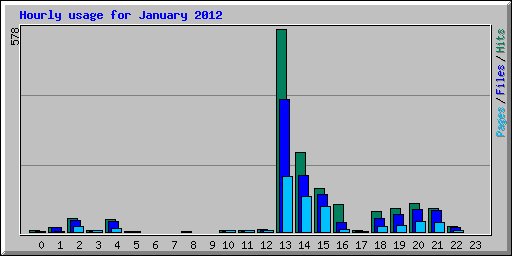 Hourly usage for January 2012
578
Pages/Files/Hits
0 1 2 3 4 5 6 7 8 9 10 11 12 13 14 15 16 17 18 19 20 21 22 23